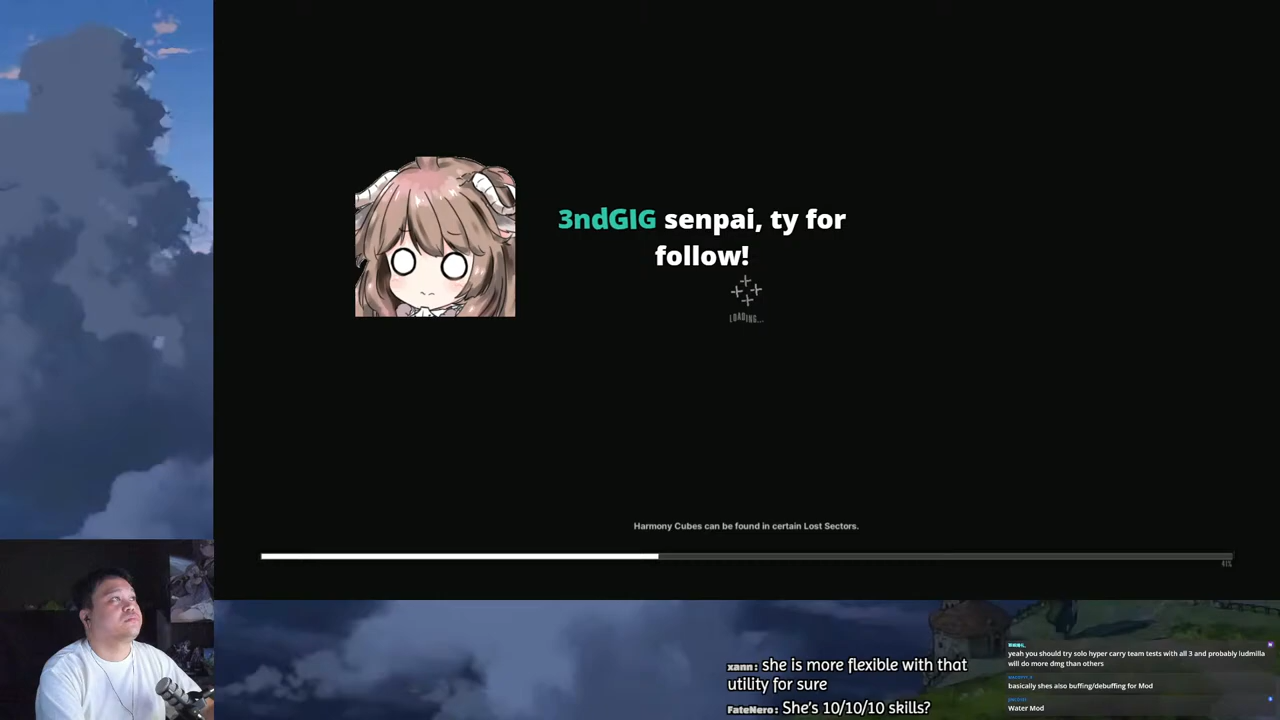 3ndGIG senpai, ty for
follow!
LOADING...
Harmony Cubes can be found in certain Lost Sectors.
41%
xann: she is more flexible with that
utility for sure
FateNero: She's 10/10/10 skills?
yeah you should try solo hyper carry team tests with all 3 and probably ludmilla
will do more dmg than others
basically shes also buffing/debuffing for Mod
Water Mod